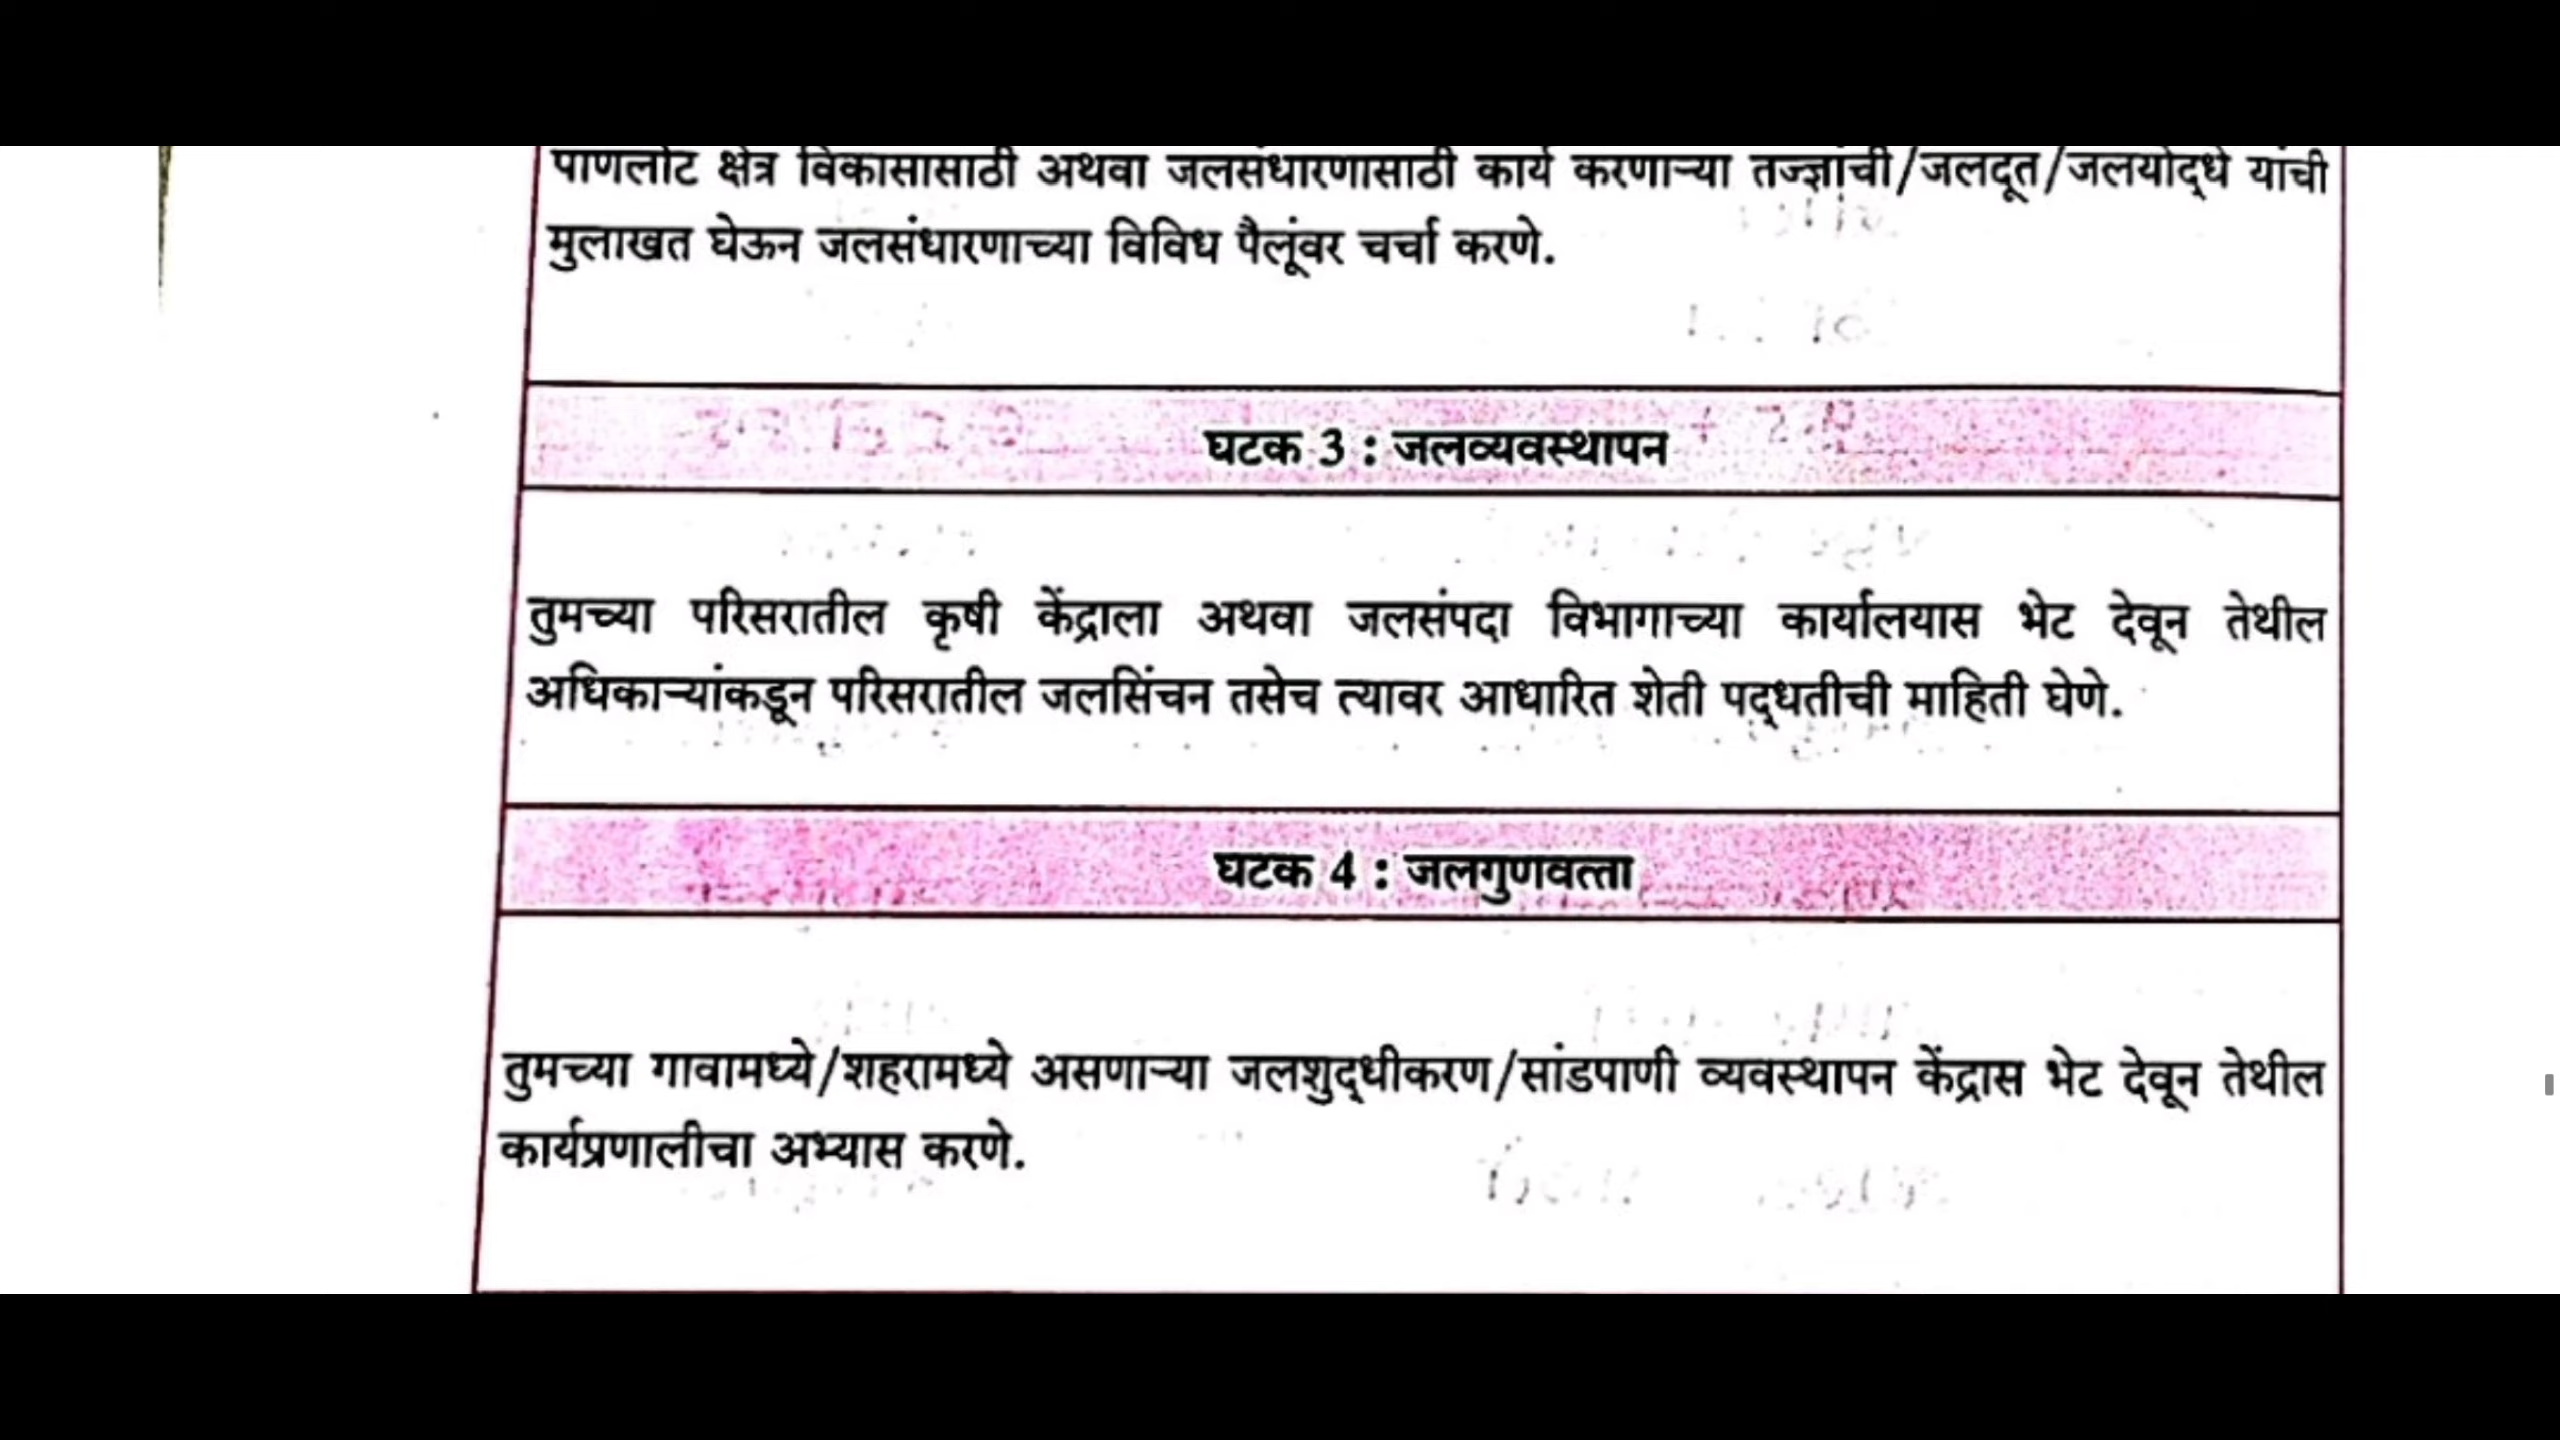 पाणलोट क्षेत्र विकासासाठी अथवा जलसंधारणासाठी कार्य करणाऱ्या तज्ज्ञांची/जलदूत/जलयोद्धे यांची
मुलाखत घेऊन जलसंधारणाच्या विविध पैलूंवर चर्चा करणे.
घटक 3 : जलव्यवस्थापन
तुमच्या परिसरातील कृषी केंद्राला अथवा जलसंपदा विभागाच्या कार्यालयास भेट देवून तेथील
अधिकाऱ्यांकडून परिसरातील जलसिंचन तसेच त्यावर आधारित शेती पद्धतीची माहिती घेणे.
घटक 4 : जलगुणवत्ता
तुमच्या गावामध्ये/शहरामध्ये असणाऱ्या जलशुद्धीकरण/सांडपाणी व्यवस्थापन केंद्रास भेट देवून तेथील
कार्यप्रणालीचा अभ्यास करणे.